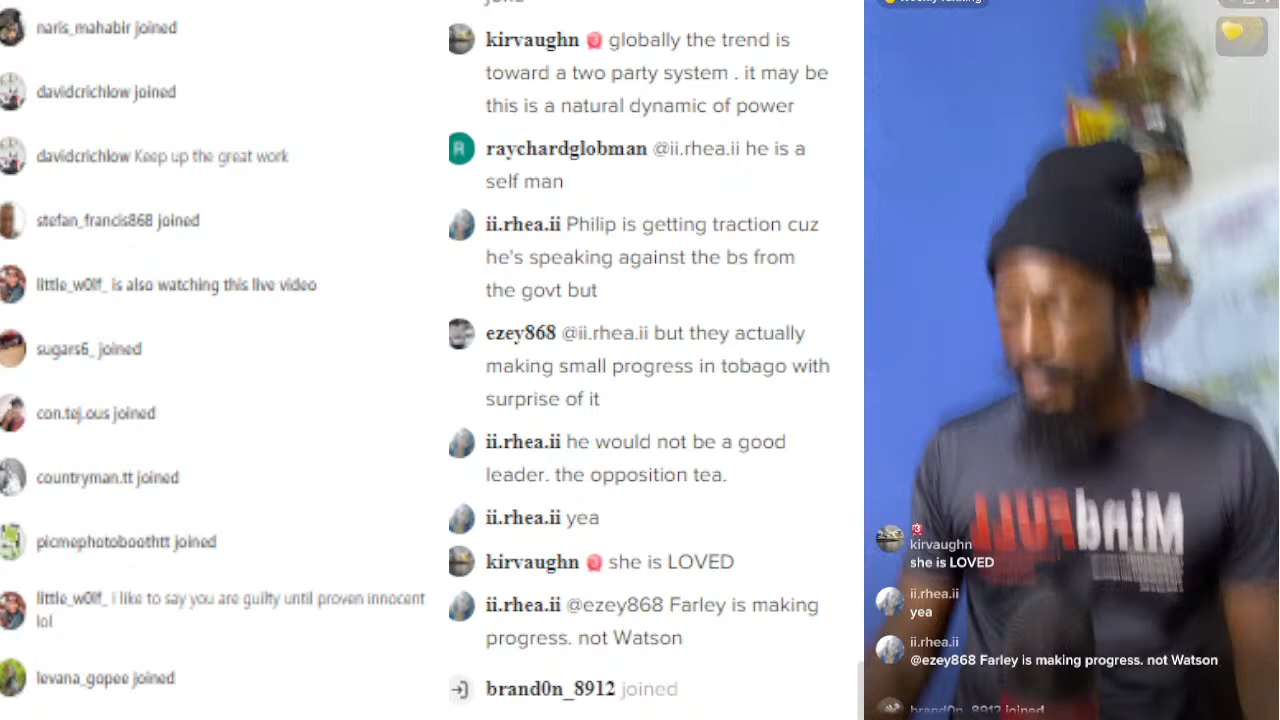 naris_mahabir joined
davidcrichlow joined
davidcrichlow Keep up the great work
stefan_francis868 joined
little_w0lf_ is also watching this live video
sugars6_ joined
con.tej.ous joined
countryman.tt joined
picmephotoboothtt joined
little_w0lf_ I like to say you are guilty until proven innocent
lol
levana_gopee joined
kirvaughn globally the trend is
toward a two party system . it may be
this is a natural dynamic of power
R
raychardglobman @ii.rhea.ii he is a
self man
ii.rhea.ii Philip is getting traction cuz
he's speaking against the bs from
the govt but
ezey868 @ii.rhea.ii but they actually
making small progress in tobago with
surprise of it
ii.rhea.ii he would not be a good
leader. the opposition tea.
ii.rhea.ii yea
kirvaughn she is LOVED
ii.rhea.ii @ezey868 Farley is making
progress. not Watson
brand0n_8912 joined
MindFULL
kirvaughn
she is LOVED
ii.rhea.ii
yea
ii.rhea.ii
@ezey868 Farley is making progress. not Watson
brand0n_8912 joined